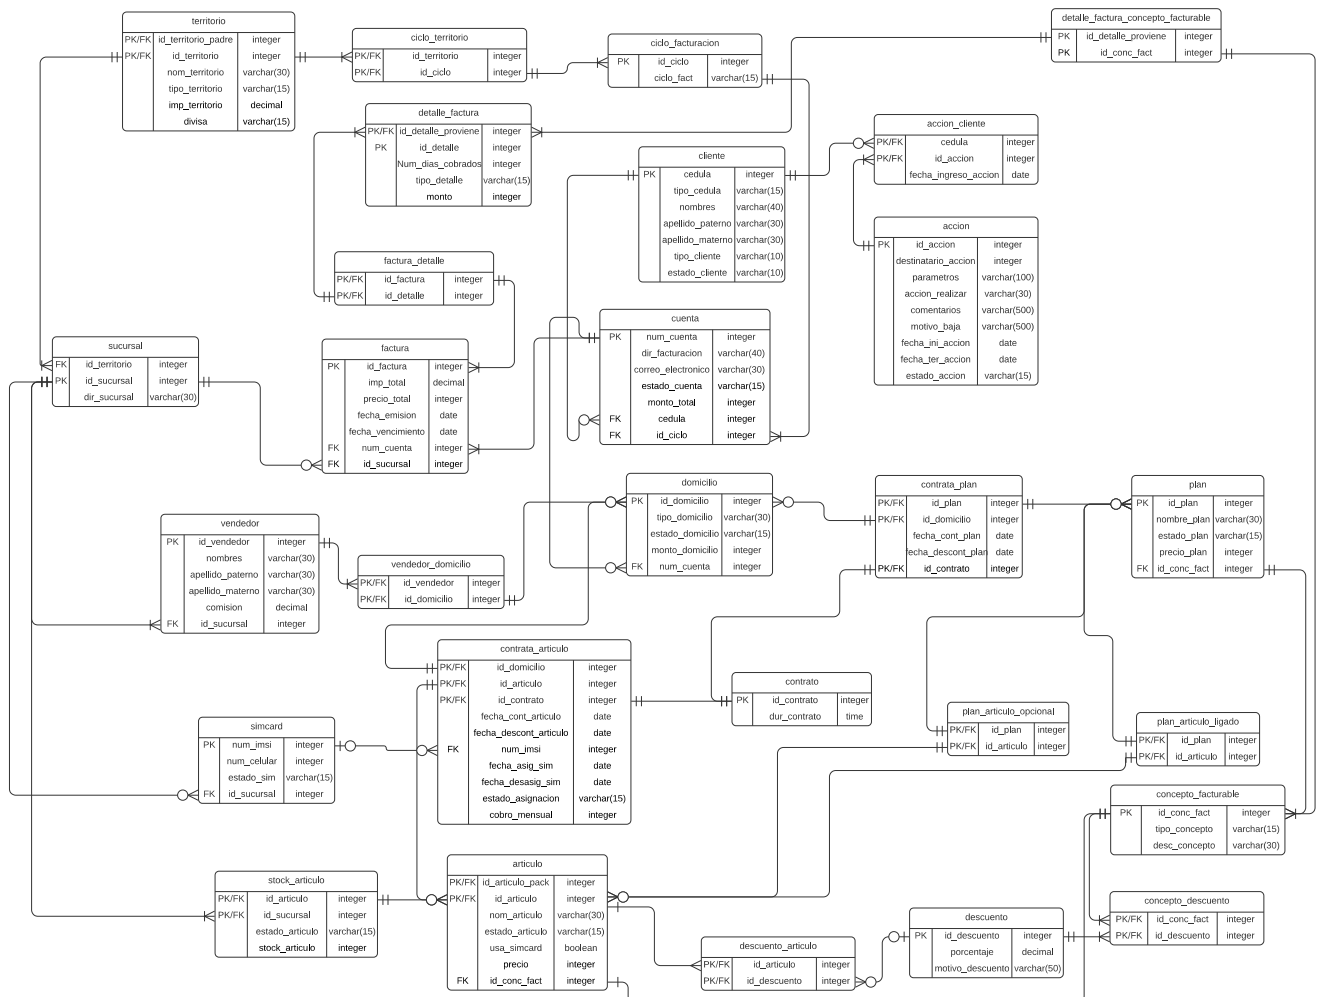 territorio
PK/FK id_territorio_padre integer
PK/FK id_territorio integer
nom_territorio varchar(30)
tipo_territorio varchar(15)
imp_territorio decimal
divisa varchar(15)
ciclo_territorio
PK/FK id_territorio integer
PK/FK id_ciclo integer
ciclo_facturacion
PK id_ciclo integer
ciclo_fact varchar(15)
detalle_factura_concepto_facturable
PK id_detalle_proviene integer
PK id_conc_fact integer
detalle_factura
PK/FK id_detalle_proviene integer
PK id_detalle integer
Num_dias_cobrados integer
tipo_detalle varchar(15)
monto integer
cliente
PK cedula integer
tipo_cedula varchar(15)
nombres varchar(40)
apellido_paterno varchar(30)
apellido_materno varchar(30)
tipo_cliente varchar(10)
estado_cliente varchar(10)
accion_cliente
PK/FK cedula integer
PK/FK id_accion integer
fecha_ingreso_accion date
accion
PK id_accion integer
destinatario_accion integer
parametros varchar(100)
accion_realizar varchar(30)
comentarios varchar(500)
motivo_baja varchar(500)
fecha_ini_accion date
fecha_ter_accion date
estado_accion varchar(15)
factura_detalle
PK/FK id_factura integer
PK/FK id_detalle integer
sucursal
FK id_territorio integer
PK id_sucursal integer
dir_sucursal varchar(30)
factura
PK id_factura integer
imp_total decimal
precio_total integer
fecha_emision date
fecha_vencimiento date
FK num_cuenta integer
FK id_sucursal integer
cuenta
PK num_cuenta integer
dir_facturacion varchar(40)
correo_electronico varchar(30)
estado_cuenta varchar(15)
monto_total integer
FK cedula integer
FK id_ciclo integer
domicilio
PK id_domicilio integer
tipo_domicilio varchar(30)
estado_domicilio varchar(15)
monto_domicilio integer
FK num_cuenta integer
contrata_plan
PK/FK id_plan integer
PK/FK id_domicilio integer
fecha_cont_plan date
fecha_descont_plan date
PK/FK id_contrato integer
plan
PK id_plan integer
nombre_plan varchar(30)
estado_plan varchar(15)
precio_plan integer
FK id_conc_fact integer
vendedor
PK id_vendedor integer
nombres varchar(30)
apellido_paterno varchar(30)
apellido_materno varchar(30)
comision decimal
FK id_sucursal integer
vendedor_domicilio
PK/FK id_vendedor integer
PK/FK id_domicilio integer
contrata_articulo
PK/FK id_domicilio integer
PK/FK id_articulo integer
PK/FK id_contrato integer
fecha_cont_articulo date
fecha_descont_articulo date
FK num_imsi integer
fecha_asig_sim date
fecha_desasig_sim date
estado_asignacion varchar(15)
cobro_mensual integer
contrato
PK id_contrato integer
dur_contrato time
plan_articulo_opcional
PK/FK id_plan integer
PK/FK id_articulo integer
plan_articulo_ligado
PK/FK id_plan integer
PK/FK id_articulo integer
simcard
PK num_imsi integer
num_celular integer
estado_sim varchar(15)
FK id_sucursal integer
concepto_facturable
PK id_conc_fact integer
tipo_concepto varchar(15)
desc_concepto varchar(30)
stock_articulo
PK/FK id_articulo integer
PK/FK id_sucursal integer
estado_articulo varchar(15)
stock_articulo integer
articulo
PK/FK id_articulo_pack integer
PK/FK id_articulo integer
nom_articulo varchar(30)
estado_articulo varchar(15)
usa_simcard boolean
precio integer
FK id_conc_fact integer
descuento_articulo
PK/FK id_articulo integer
PK/FK id_descuento integer
descuento
PK id_descuento integer
porcentaje decimal
motivo_descuento varchar(50)
concepto_descuento
PK/FK id_conc_fact integer
PK/FK id_descuento integer